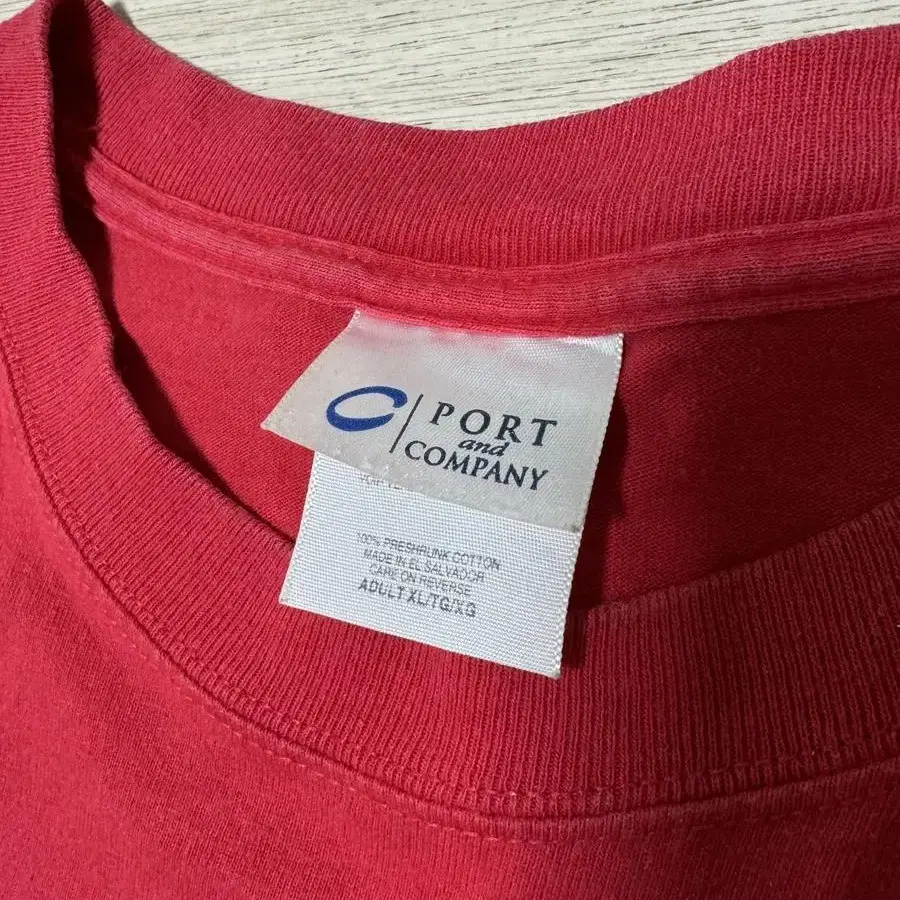 PORT
and
COMPANY
100% PRESHRUNK COTTON
MADE IN EL SALVADOR
CARE ON REVERSE
ADULT XL/TG/XG